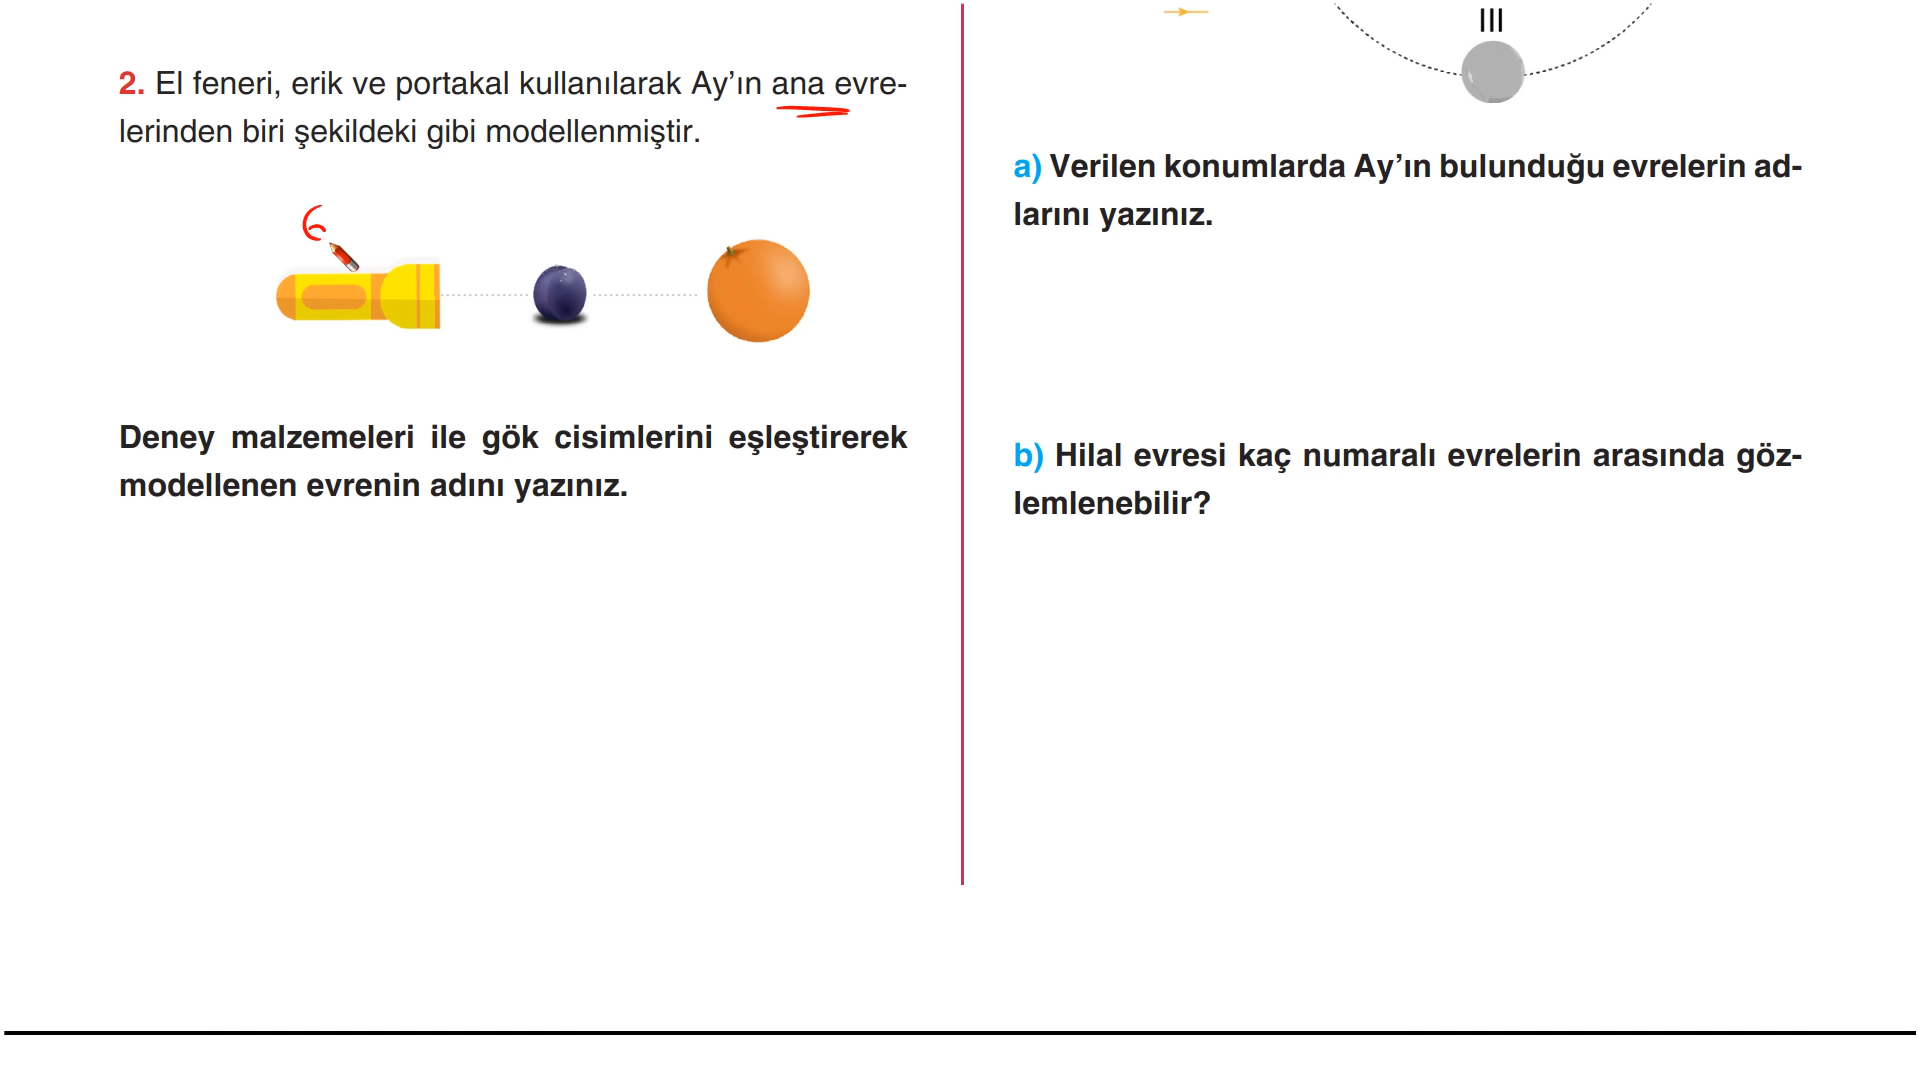 2. El feneri, erik ve portakal kullanılarak Ay’ın ana evre-
lerinden biri şekildeki gibi modellenmiştir.
Deney malzemeleri ile gök cisimlerini eşleştirerek
modellenen evrenin adını yazınız.
III
a) Verilen konumlarda Ay’ın bulunduğu evrelerin ad-
larını yazınız.
b) Hilal evresi kaç numaralı evrelerin arasında göz-
lemlenebilir?